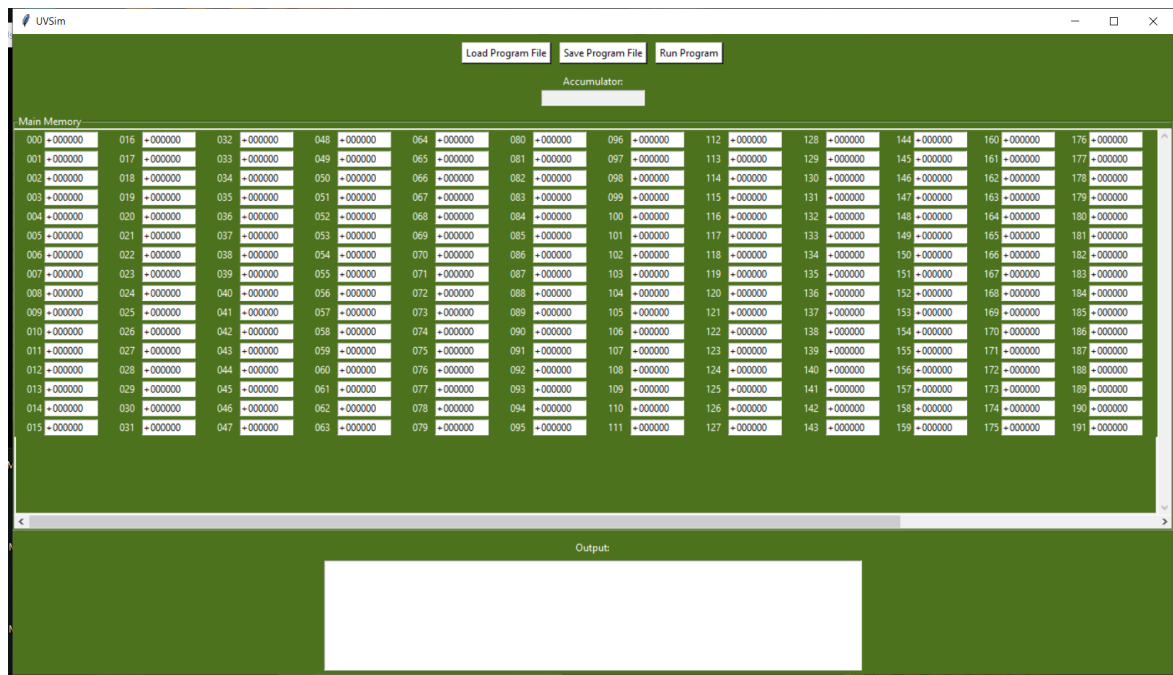 UVSim
Load Program File Save Program File Run Program
Accumulator:
Main Memory
000 +000000 016 +000000 032 +000000 048 +000000 064 +000000 080 +000000 096 +000000 112 +000000 128 +000000 144 +000000 160 +000000 176 +000000
001 +000000 017 +000000 033 +000000 049 +000000 065 +000000 081 +000000 097 +000000 113 +000000 129 +000000 145 +000000 161 +000000 177 +000000
002 +000000 018 +000000 034 +000000 050 +000000 066 +000000 082 +000000 098 +000000 114 +000000 130 +000000 146 +000000 162 +000000 178 +000000
003 +000000 019 +000000 035 +000000 051 +000000 067 +000000 083 +000000 099 +000000 115 +000000 131 +000000 147 +000000 163 +000000 179 +000000
004 +000000 020 +000000 036 +000000 052 +000000 068 +000000 084 +000000 100 +000000 116 +000000 132 +000000 148 +000000 164 +000000 180 +000000
005 +000000 021 +000000 037 +000000 053 +000000 069 +000000 085 +000000 101 +000000 117 +000000 133 +000000 149 +000000 165 +000000 181 +000000
006 +000000 022 +000000 038 +000000 054 +000000 070 +000000 086 +000000 102 +000000 118 +000000 134 +000000 150 +000000 166 +000000 182 +000000
007 +000000 023 +000000 039 +000000 055 +000000 071 +000000 087 +000000 103 +000000 119 +000000 135 +000000 151 +000000 167 +000000 183 +000000
008 +000000 024 +000000 040 +000000 056 +000000 072 +000000 088 +000000 104 +000000 120 +000000 136 +000000 152 +000000 168 +000000 184 +000000
009 +000000 025 +000000 041 +000000 057 +000000 073 +000000 089 +000000 105 +000000 121 +000000 137 +000000 153 +000000 169 +000000 185 +000000
010 +000000 026 +000000 042 +000000 058 +000000 074 +000000 090 +000000 106 +000000 122 +000000 138 +000000 154 +000000 170 +000000 186 +000000
011 +000000 027 +000000 043 +000000 059 +000000 075 +000000 091 +000000 107 +000000 123 +000000 139 +000000 155 +000000 171 +000000 187 +000000
012 +000000 028 +000000 044 +000000 060 +000000 076 +000000 092 +000000 108 +000000 124 +000000 140 +000000 156 +000000 172 +000000 188 +000000
013 +000000 029 +000000 045 +000000 061 +000000 077 +000000 093 +000000 109 +000000 125 +000000 141 +000000 157 +000000 173 +000000 189 +000000
014 +000000 030 +000000 046 +000000 062 +000000 078 +000000 094 +000000 110 +000000 126 +000000 142 +000000 158 +000000 174 +000000 190 +000000
015 +000000 031 +000000 047 +000000 063 +000000 079 +000000 095 +000000 111 +000000 127 +000000 143 +000000 159 +000000 175 +000000 191 +000000
Output: